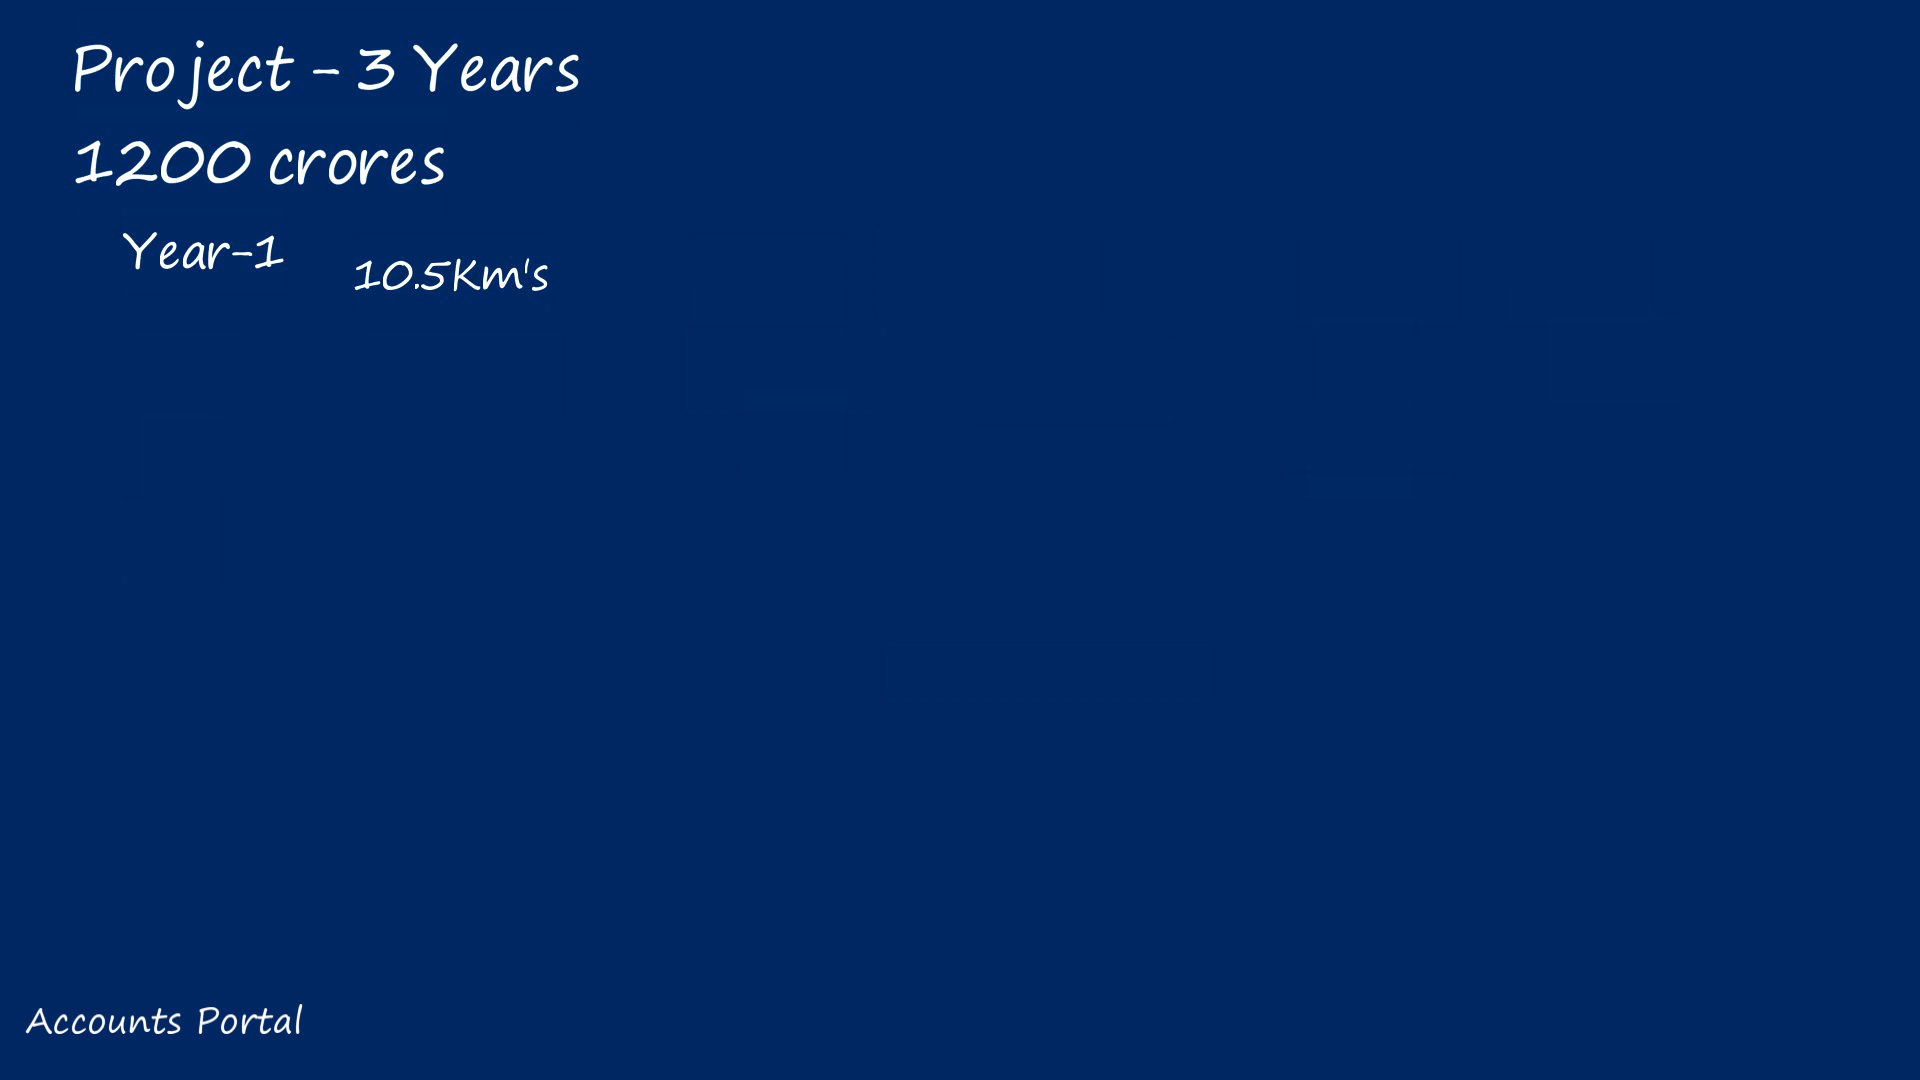 Project - 3 Years
1200 crores
Year-1
10.5Km's
Accounts Portal